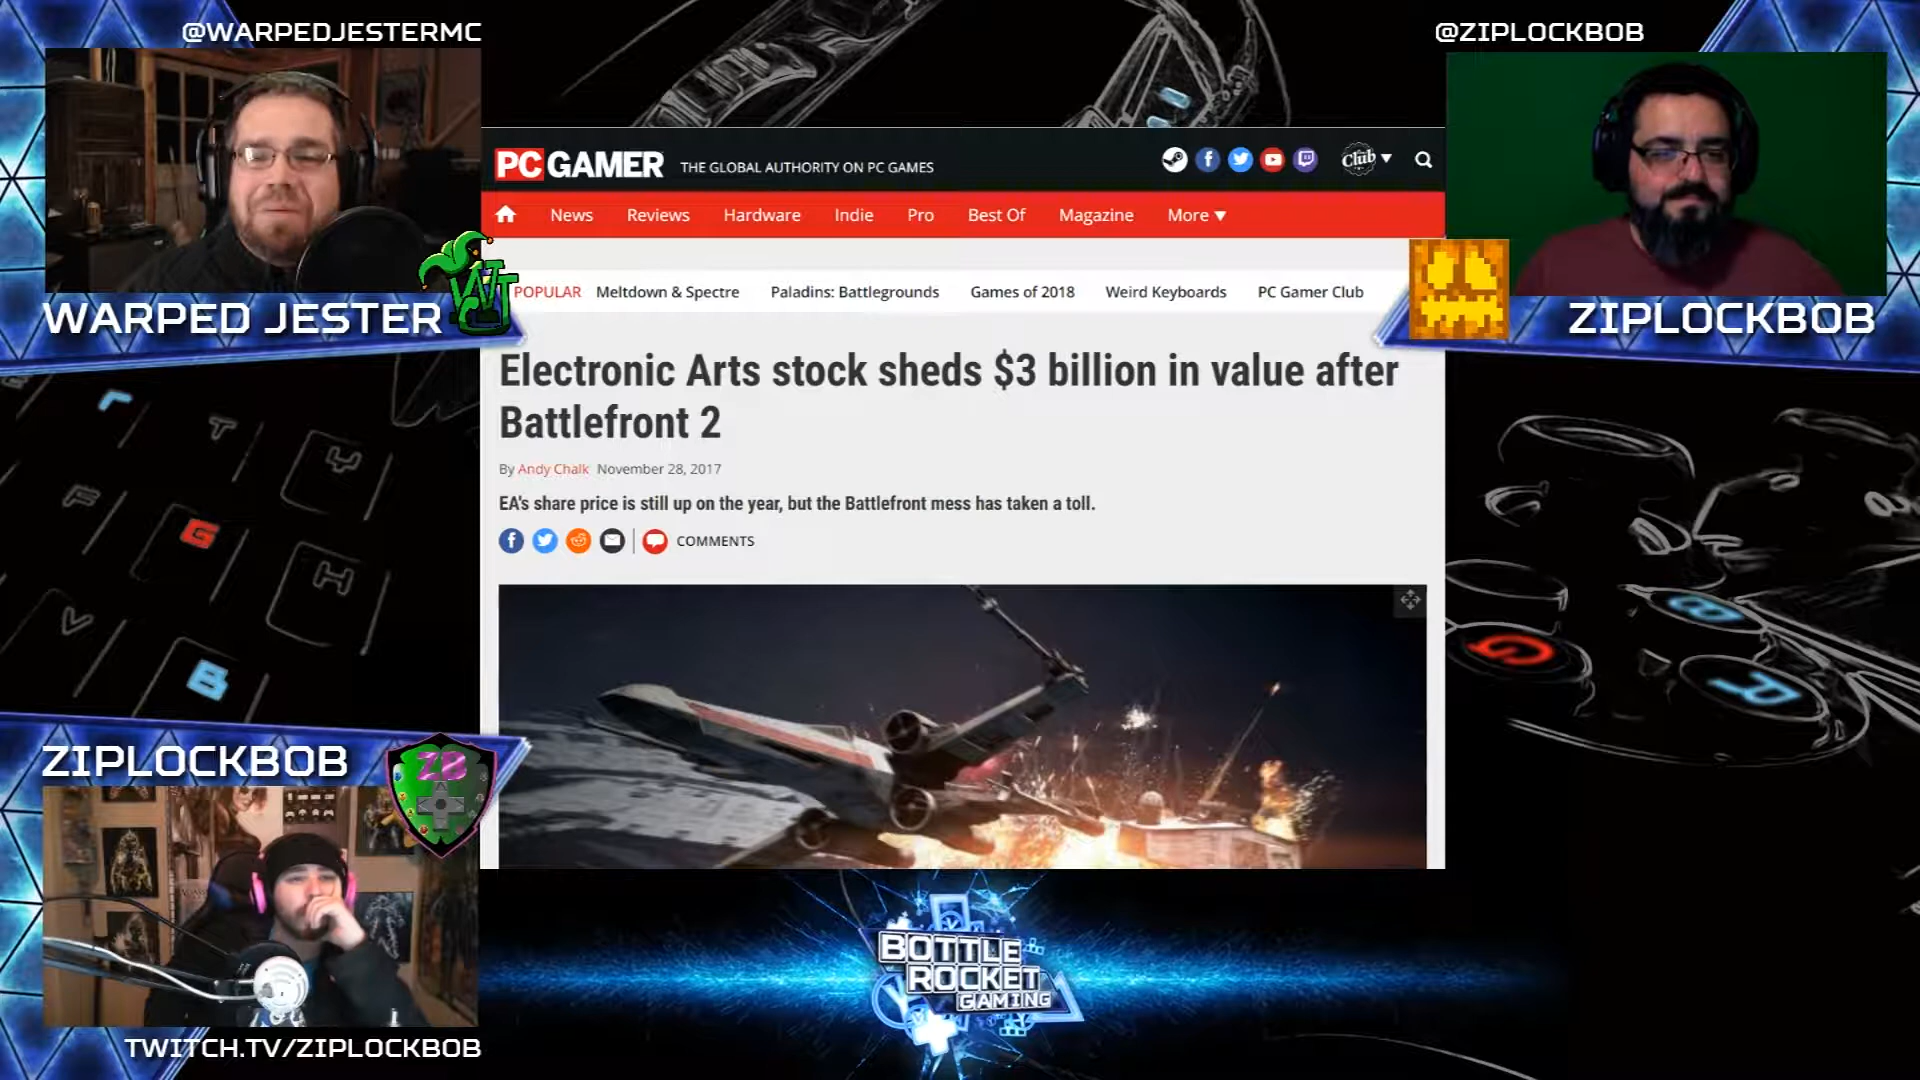 @WARPEDJESTERMC
@ZIPLOCKBOB
PC GAMER THE GLOBAL AUTHORITY ON PC GAMES
Club
News Reviews Hardware Indie Pro Best Of Magazine More
POPULAR Meltdown & Spectre Paladins: Battlegrounds Games of 2018 Weird Keyboards PC Gamer Club
WARPED JESTER
WJ
ZIPLOCKBOB
Electronic Arts stock sheds $3 billion in value after
Battlefront 2
By Andy Chalk November 28, 2017
EA's share price is still up on the year, but the Battlefront mess has taken a toll.
COMMENTS
T Y
F G H
V B
B
G R
ZIPLOCKBOB
ZB
BOTTLE
ROCKET
GAMING
TWITCH.TV/ZIPLOCKBOB